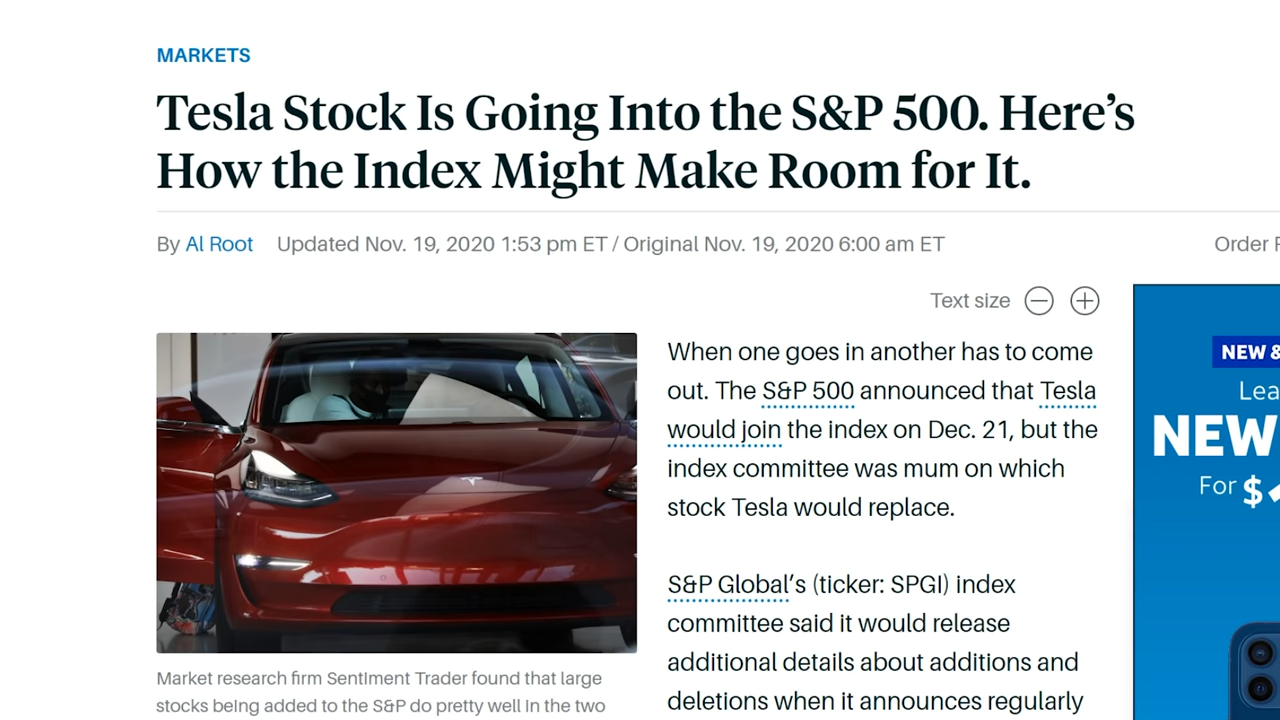 MARKETS
Tesla Stock Is Going Into the S&P 500. Here’s
How the Index Might Make Room for It.
By Al Root Updated Nov. 19, 2020 1:53 pm ET / Original Nov. 19, 2020 6:00 am ET
Order
Text size
When one goes in another has to come
out. The S&P 500 announced that Tesla
would join the index on Dec. 21, but the
index committee was mum on which
stock Tesla would replace.
S&P Global’s (ticker: SPGI) index
committee said it would release
additional details about additions and
deletions when it announces regularly
Market research firm Sentiment Trader found that large
stocks being added to the S&P do pretty well in the two
NEW &
Lea
NEW
For $